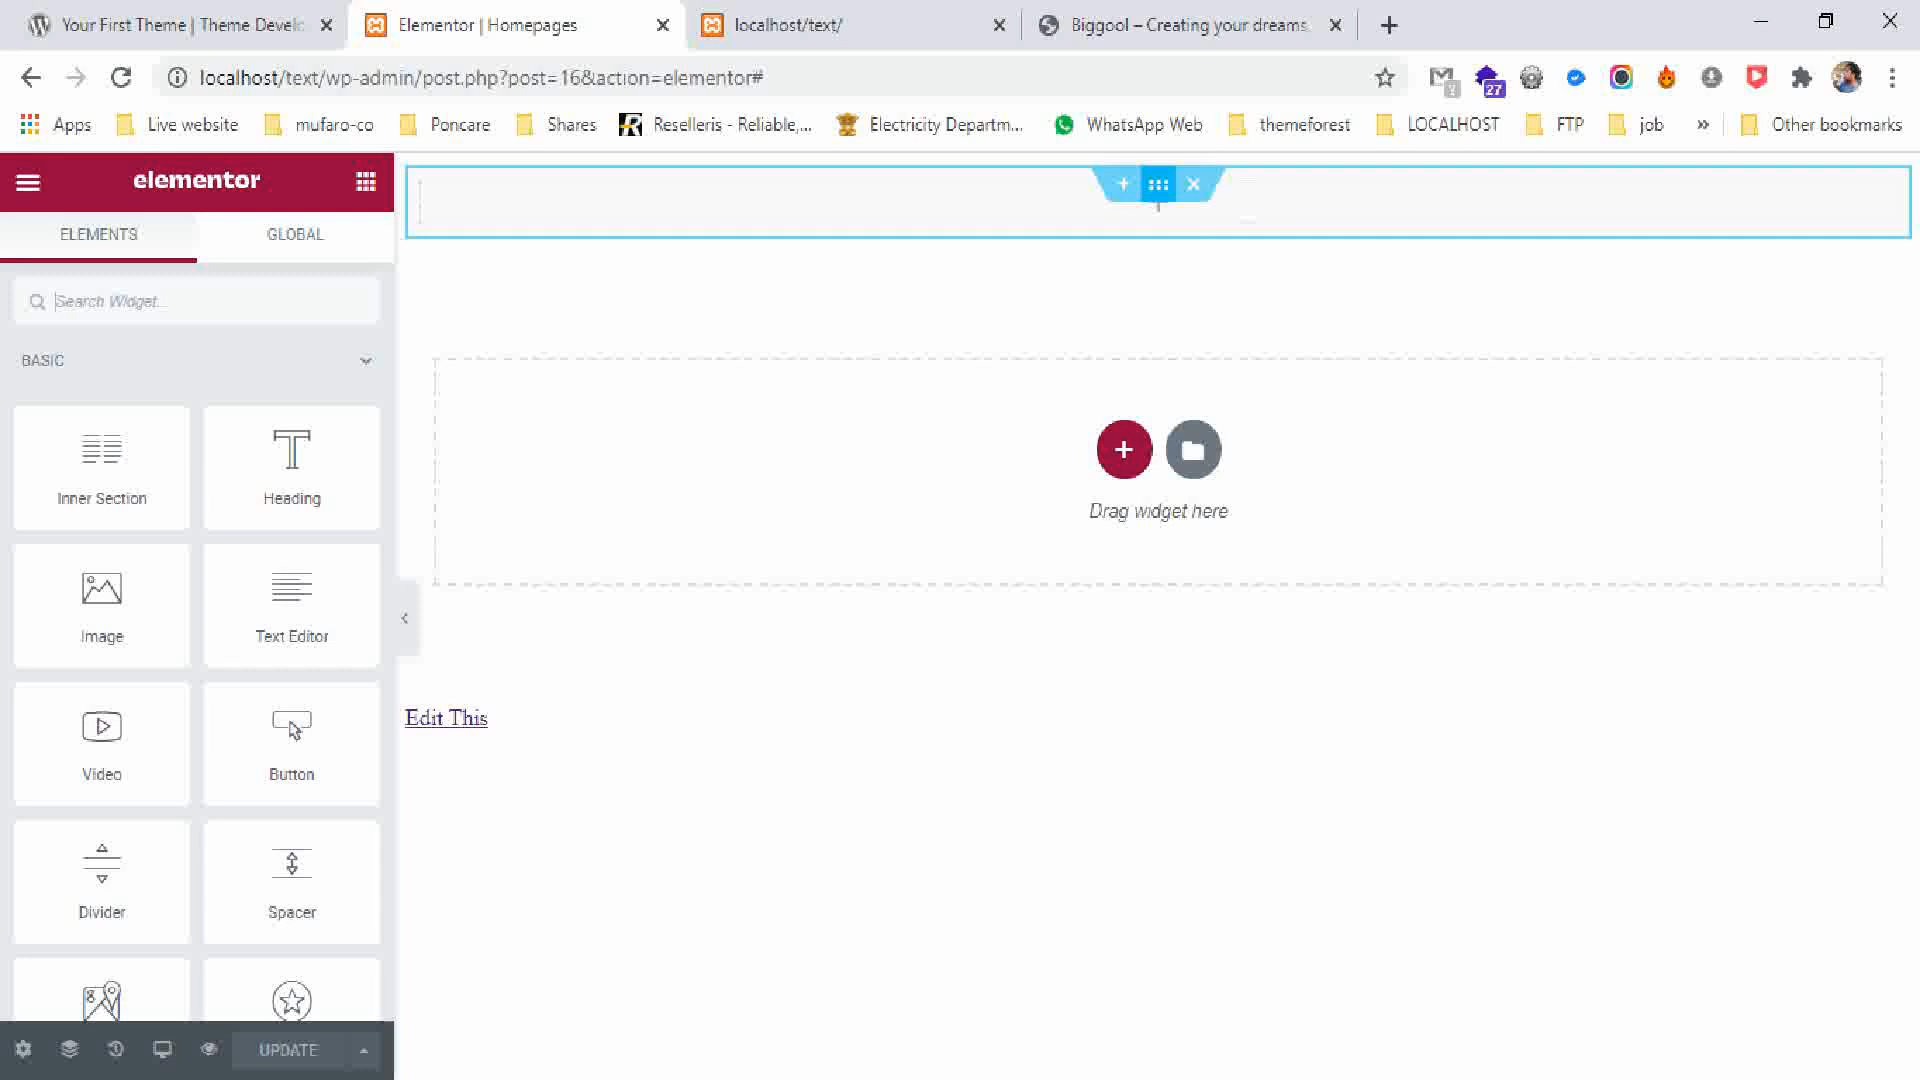 Your First Theme | Theme Develo
Elementor | Homepages
localhost/text/
Biggool – Creating your dreams
localhost/text/wp-admin/post.php?post=16&action=elementor#
27
Apps
Live website
mufaro-co
Poncare
Shares
Reselleris - Reliable,...
Electricity Departm...
WhatsApp Web
themeforest
LOCALHOST
FTP
job
»
Other bookmarks
elementor
ELEMENTS
GLOBAL
Search Widget...
BASIC
Inner Section
Heading
Image
Text Editor
Video
Button
Divider
Spacer
UPDATE
Drag widget here
Edit This